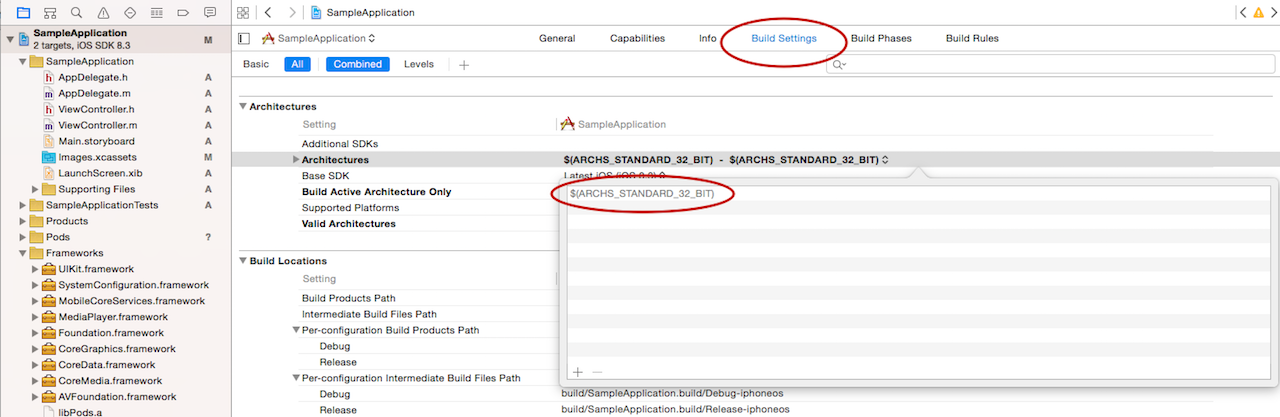 SampleApplication
SampleApplication
2 targets, iOS SDK 8.3
M
SampleApplication
AppDelegate.h
A
AppDelegate.m
A
ViewController.h
A
ViewController.m
A
Main.storyboard
A
Images.xcassets
M
LaunchScreen.xib
A
Supporting Files
A
SampleApplicationTests
A
Products
Pods
?
Frameworks
UIKit.framework
SystemConfiguration.framework
MobileCoreServices.framework
MediaPlayer.framework
Foundation.framework
CoreGraphics.framework
CoreData.framework
CoreMedia.framework
AVFoundation.framework
libPods.a
SampleApplication
General
Capabilities
Info
Build Settings
Build Phases
Build Rules
Basic
All
Combined
Levels
+
Architectures
Setting
SampleApplication
Additional SDKs
Architectures
$(ARCHS_STANDARD_32_BIT) - $(ARCHS_STANDARD_32_BIT)
Base SDK
Latest iOS
Build Active Architecture Only
$(ARCHS_STANDARD_32_BIT)
Supported Platforms
Valid Architectures
Build Locations
Setting
Build Products Path
Intermediate Build Files Path
Per-configuration Build Products Path
Debug
Release
Per-configuration Intermediate Build Files Path
+ −
Debug
build/SampleApplication.build/Debug-iphoneos
Release
build/SampleApplication.build/Release-iphoneos